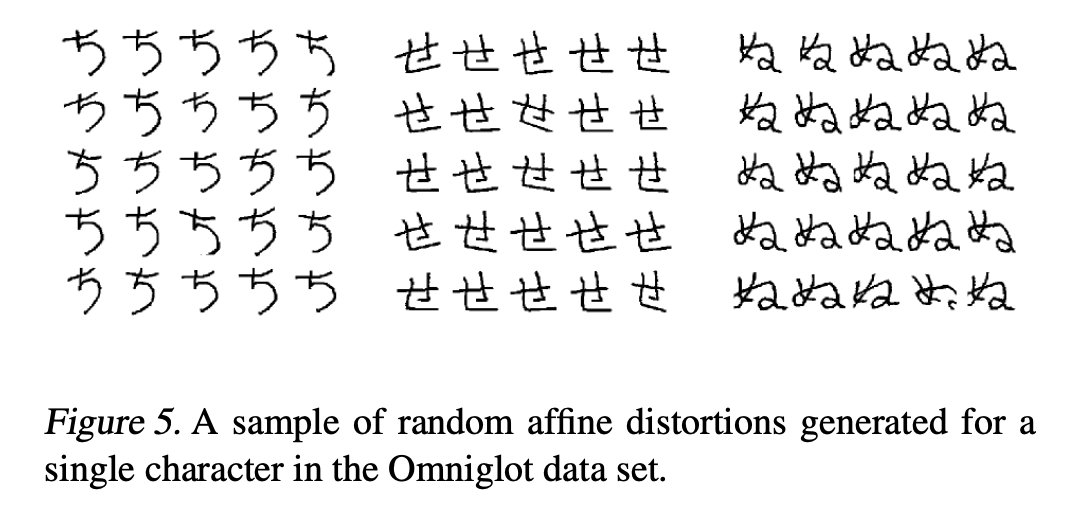 ち ち ち ち ち せ せ せ せ せ ぬ ぬ ぬ ぬ ぬ
ち ち ち ち ち せ せ せ せ せ ぬ ぬ ぬ ぬ ぬ
ち ち ち ち ち せ せ せ せ せ ぬ ぬ ぬ ぬ ぬ
ち ち ち ち ち せ せ せ せ せ ぬ ぬ ぬ ぬ ぬ
ち ち ち ち ち せ せ せ せ せ ぬ ぬ ぬ ぬ ぬ
Figure 5. A sample of random affine distortions generated for a
single character in the Omniglot data set.